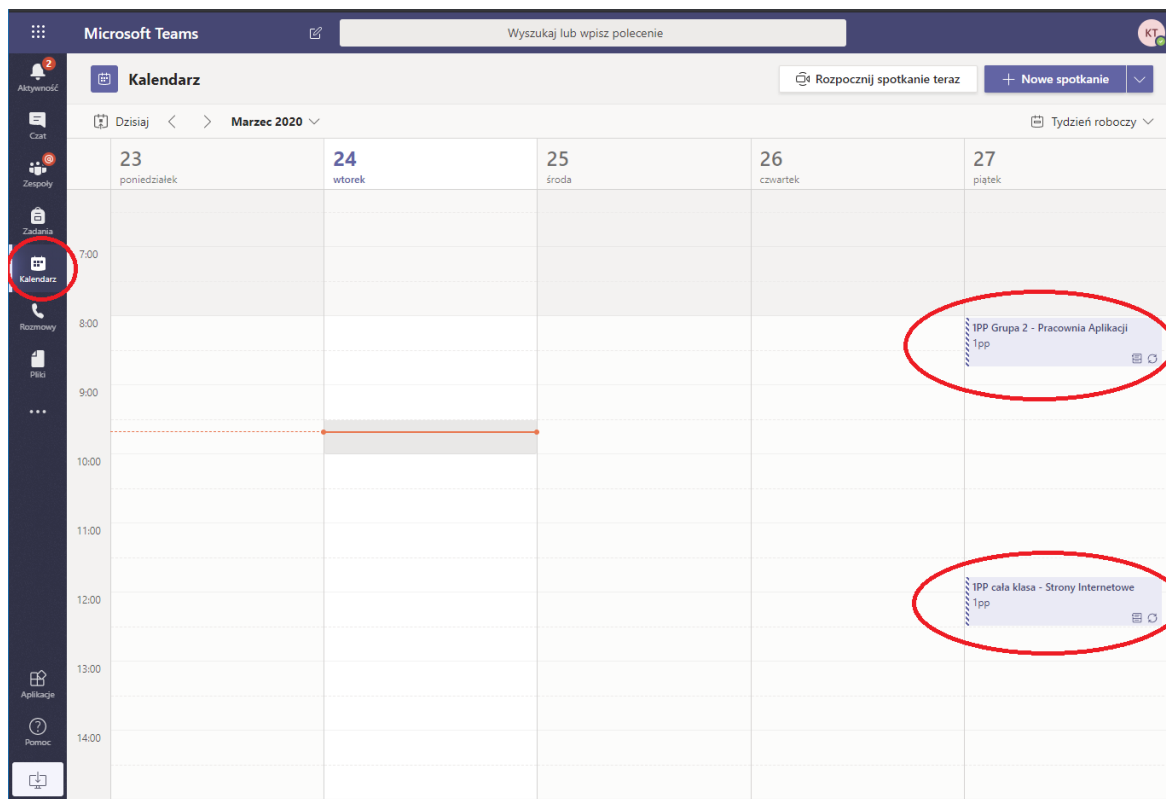 Microsoft Teams
Wyszukaj lub wpisz polecenie
KT
2
Aktywność
Czat
@
Zespoły
Zadania
Kalendarz
Rozmowy
Pliki
Aplikacje
Pomoc
Kalendarz
Rozpocznij spotkanie teraz
Nowe spotkanie
Dzisiaj
Marzec 2020
Tydzień roboczy
23
poniedziałek
24
wtorek
25
środa
26
czwartek
27
piątek
7:00
8:00
9:00
10:00
11:00
12:00
13:00
14:00
1PP Grupa 2 - Pracownia Aplikacji
1pp
1PP cała klasa - Strony Internetowe
1pp